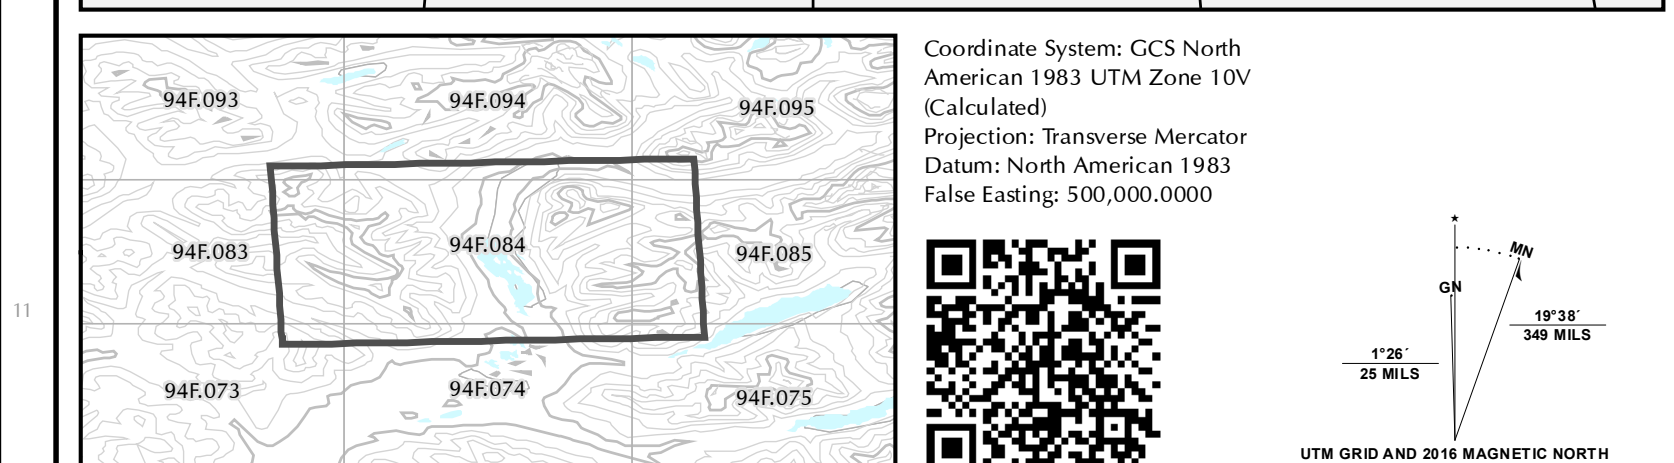 94F.093
94F.094
94F.095
94F.083
94F.084
94F.085
94F.073
94F.074
94F.075
11
Coordinate System: GCS North
American 1983 UTM Zone 10V
(Calculated)
Projection: Transverse Mercator
Datum: North American 1983
False Easting: 500,000.0000
MN
GN
19°38´
349 MILS
1°26´
25 MILS
UTM GRID AND 2016 MAGNETIC NORTH